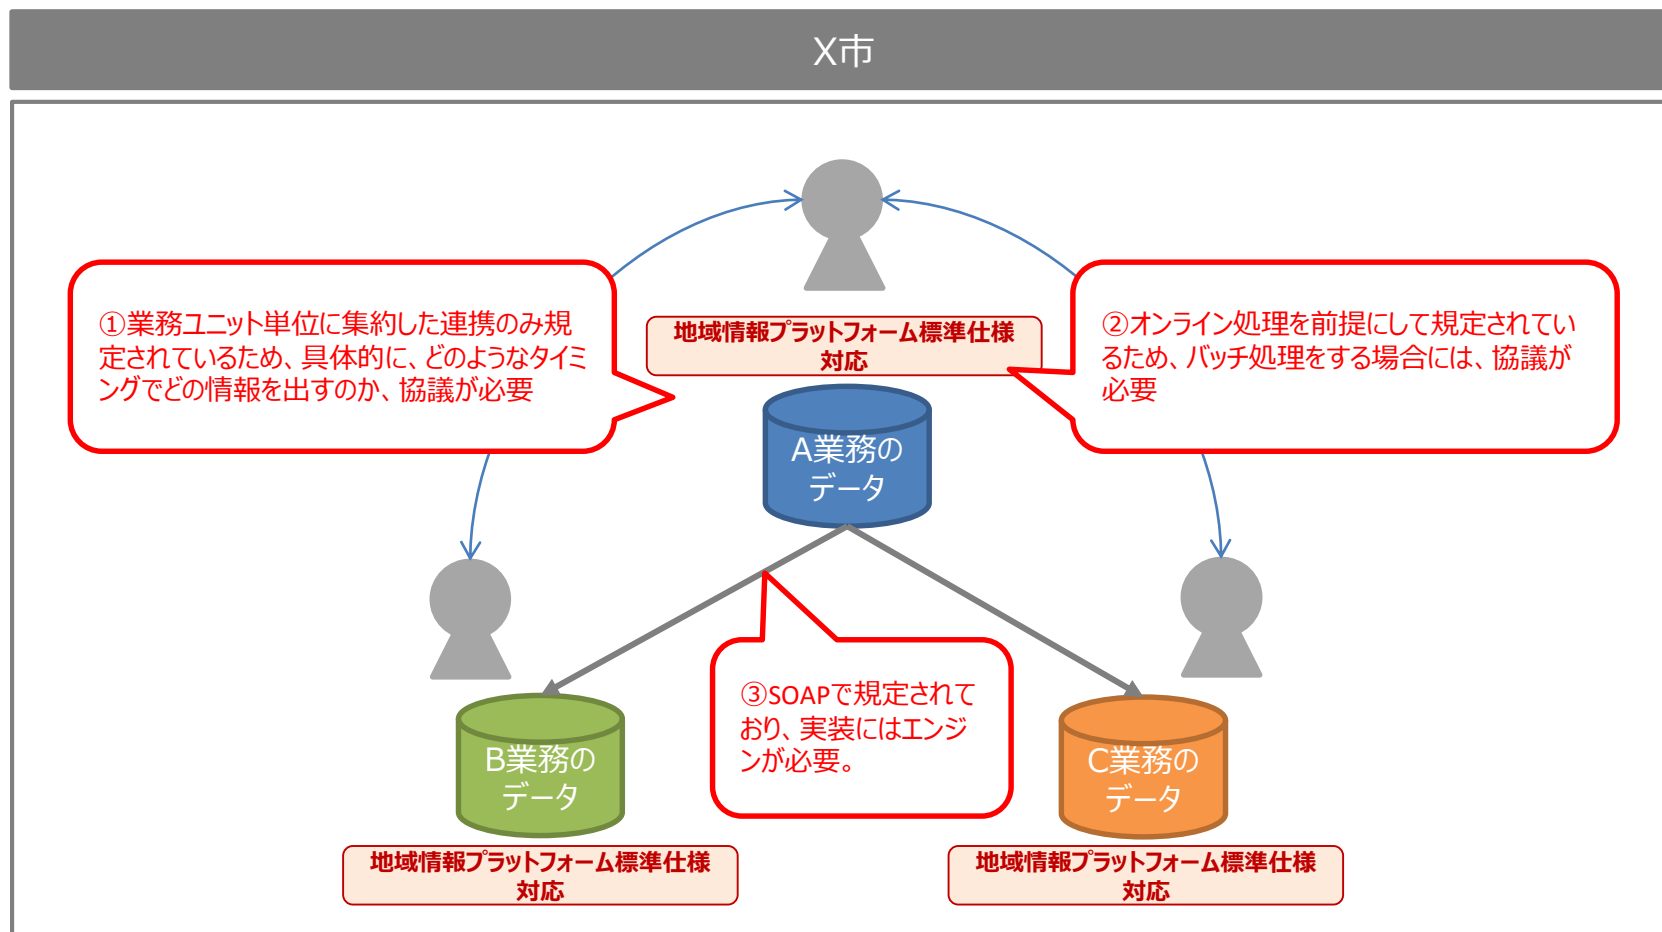 X市
①業務ユニット単位に集約した連携のみ規
定されているため、具体的に、どのようなタイミ
ングでどの情報を出すのか、協議が必要
地域情報プラットフォーム標準仕様
対応
②オンライン処理を前提にして規定されてい
るため、バッチ処理をする場合には、協議が
必要
A業務の
データ
③SOAPで規定されて
おり、実装にはエンジ
ンが必要。
B業務の
データ
C業務の
データ
地域情報プラットフォーム標準仕様
対応
地域情報プラットフォーム標準仕様
対応